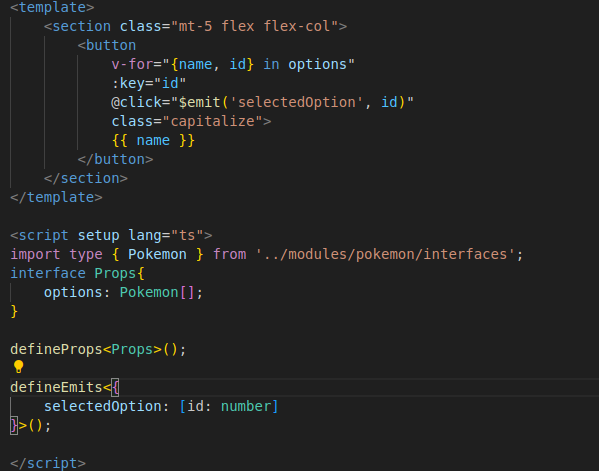 <template>
    <section class="mt-5 flex flex-col">
        <button
            v-for="{name, id} in options"
            :key="id"
            @click="$emit('selectedOption', id)"
            class="capitalize">
            {{ name }}
        </button>
    </section>
</template>

<script setup lang="ts">
import type { Pokemon } from '../modules/pokemon/interfaces';
interface Props{
    options: Pokemon[];
}

defineProps<Props>();

defineEmits<{
    selectedOption: [id: number]
}>();

</script>